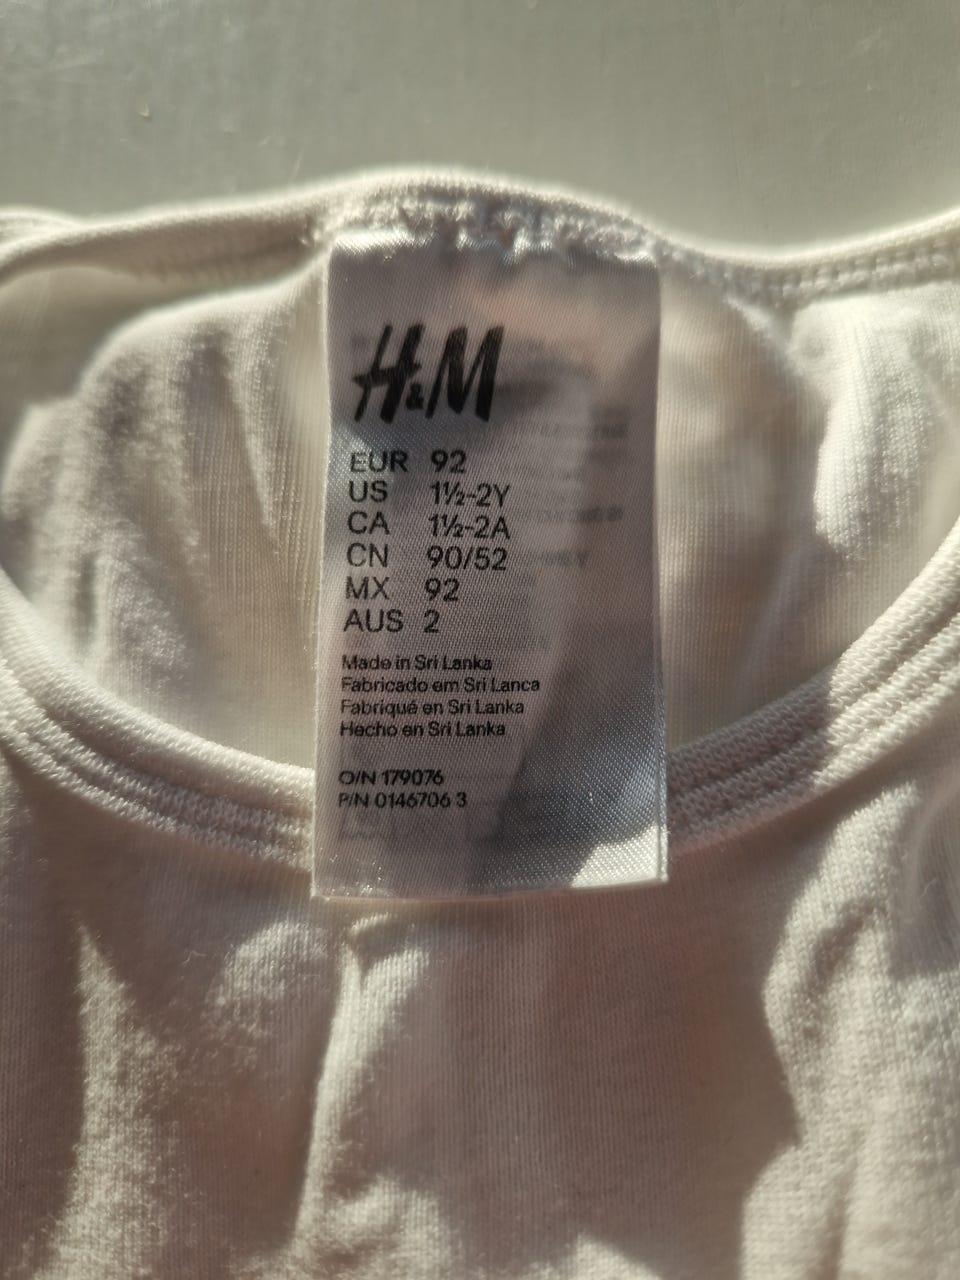 H&M
EUR 92
US 1½-2Y
CA 1½-2A
CN 90/52
MX 92
AUS 2
Made in Sri Lanka
Fabricado em Sri Lanca
Fabriqué en Sri Lanka
Hecho en Sri Lanka
O/N 179076
P/N 0146706 3